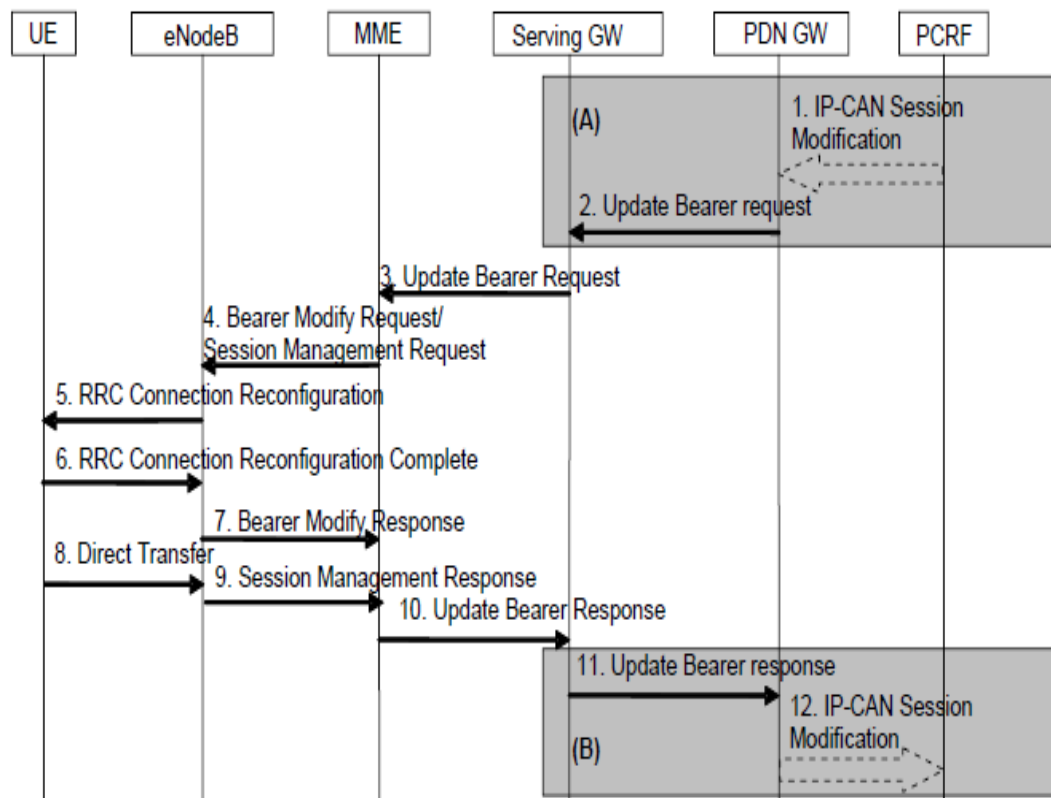 UE
eNodeB
MME
Serving GW
PDN GW
PCRF
(A)
1. IP-CAN Session
Modification
2. Update Bearer request
3. Update Bearer Request
4. Bearer Modify Request/
Session Management Request
5. RRC Connection Reconfiguration
6. RRC Connection Reconfiguration Complete
7. Bearer Modify Response
8. Direct Transfer
9. Session Management Response
10. Update Bearer Response
11. Update Bearer response
12. IP-CAN Session
Modification
(B)